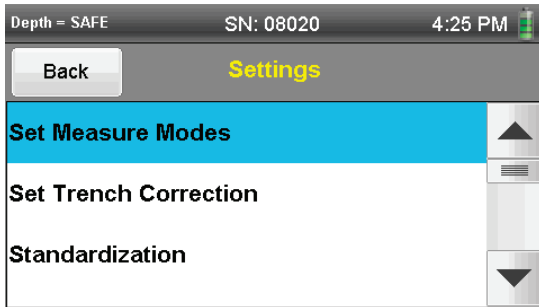 Depth = SAFE SN: 08020 4:25 PM
Back Settings
Set Measure Modes
Set Trench Correction
Standardization